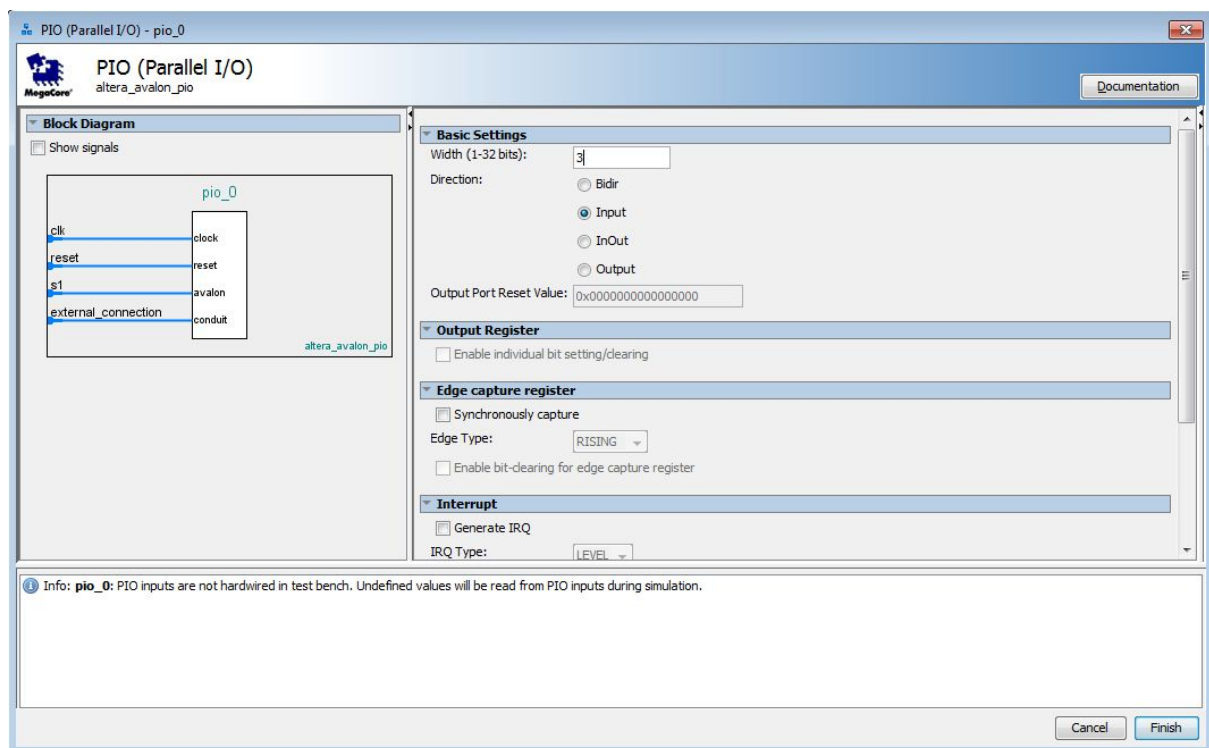 PIO (Parallel I/O) - pio_0
MegaCore®
PIO (Parallel I/O)
altera_avalon_pio
Documentation
Block Diagram
Show signals
pio_0
clk
clock
reset
reset
s1
avalon
external_connection
conduit
altera_avalon_pio
Basic Settings
Width (1-32 bits): 3
Direction: Bidir
Input
InOut
Output
Output Port Reset Value: 0x0000000000000000
Output Register
Enable individual bit setting/clearing
Edge capture register
Synchronously capture
Edge Type: RISING
Enable bit-clearing for edge capture register
Interrupt
Generate IRQ
IRQ Type: LEVEL
Info: pio_0: PIO inputs are not hardwired in test bench. Undefined values will be read from PIO inputs during simulation.
Cancel Finish